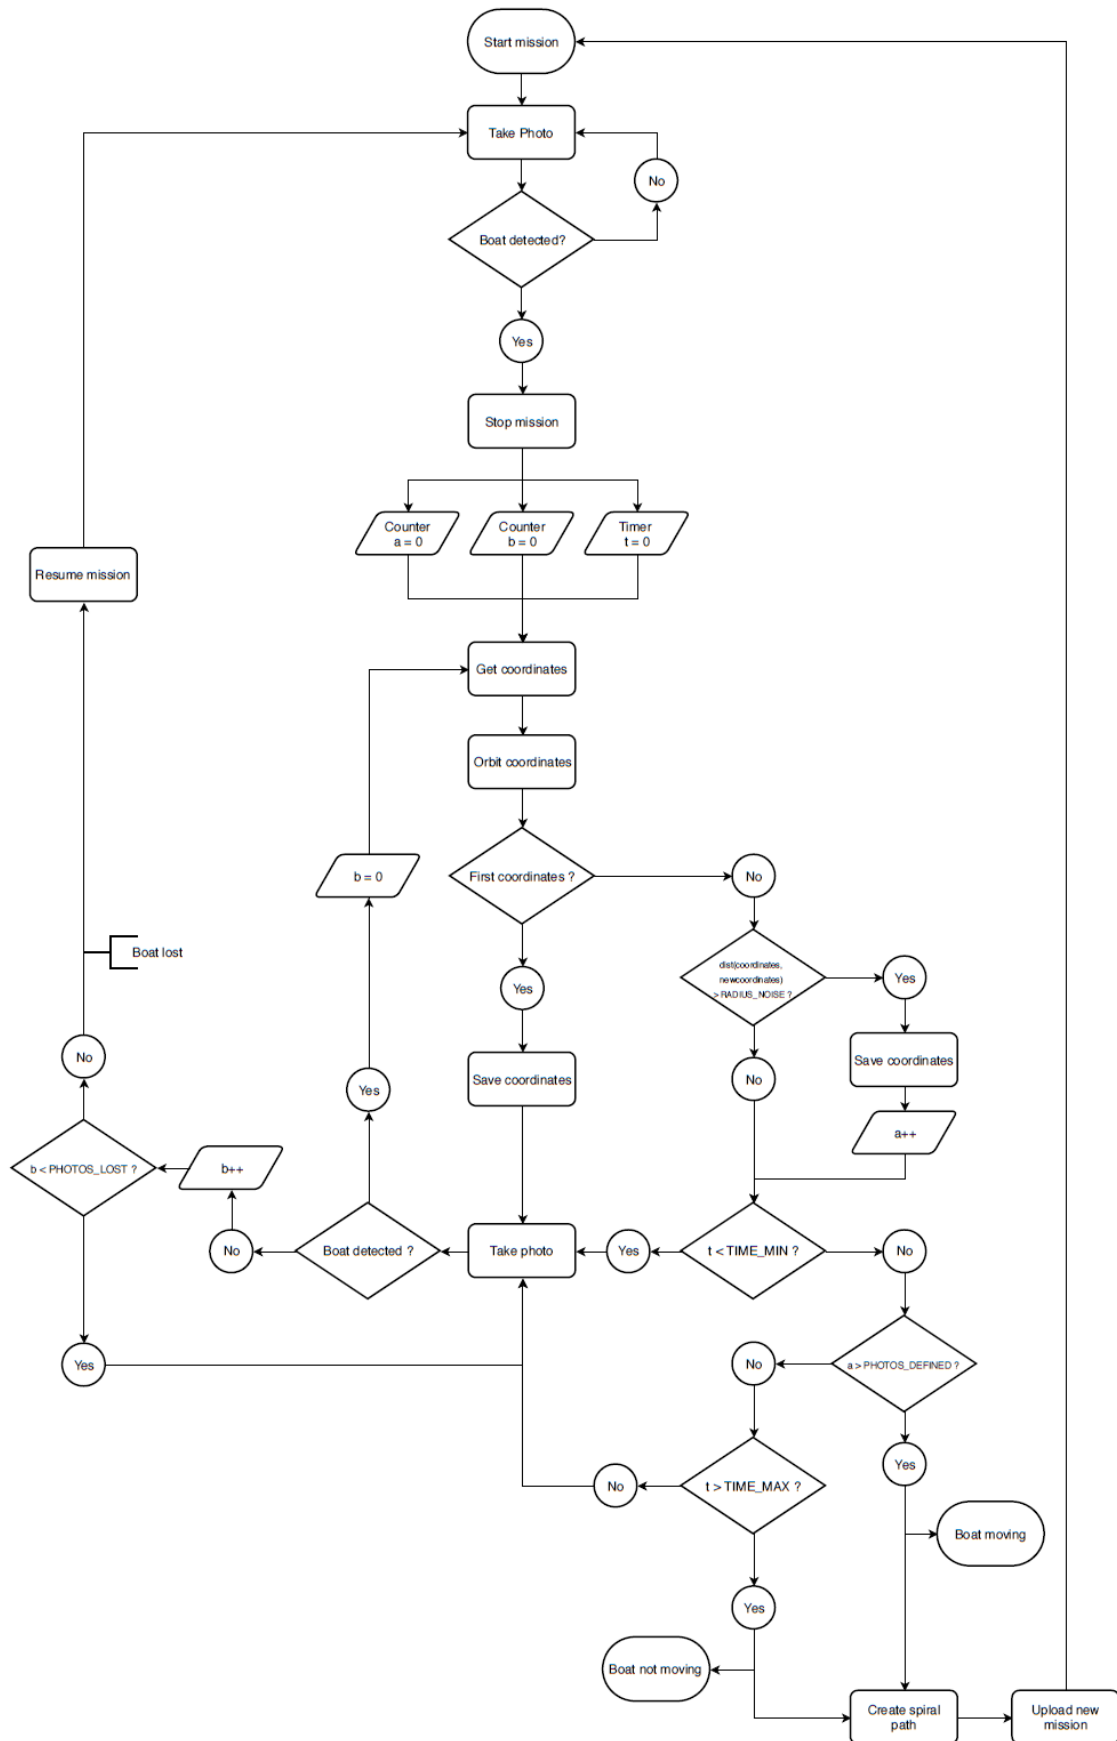 Start mission
Take Photo
No
Boat detected?
Yes
Stop mission
Counter
a = 0
Counter
b = 0
Timer
t = 0
Resume mission
Get coordinates
Orbit coordinates
b = 0
First coordinates ?
No
Boat lost
dist(coordinates,
newcoordinates)
> RADIUS_NOISE ?
Yes
Yes
No
Yes
Save coordinates
Save coordinates
No
a++
b < PHOTOS_LOST ?
b++
No
Boat detected ?
Take photo
Yes
t < TIME_MIN ?
No
Yes
No
a > PHOTOS_DEFINED ?
Yes
No
t > TIME_MAX ?
Boat moving
Yes
Boat not moving
Create spiral
path
Upload new
mission